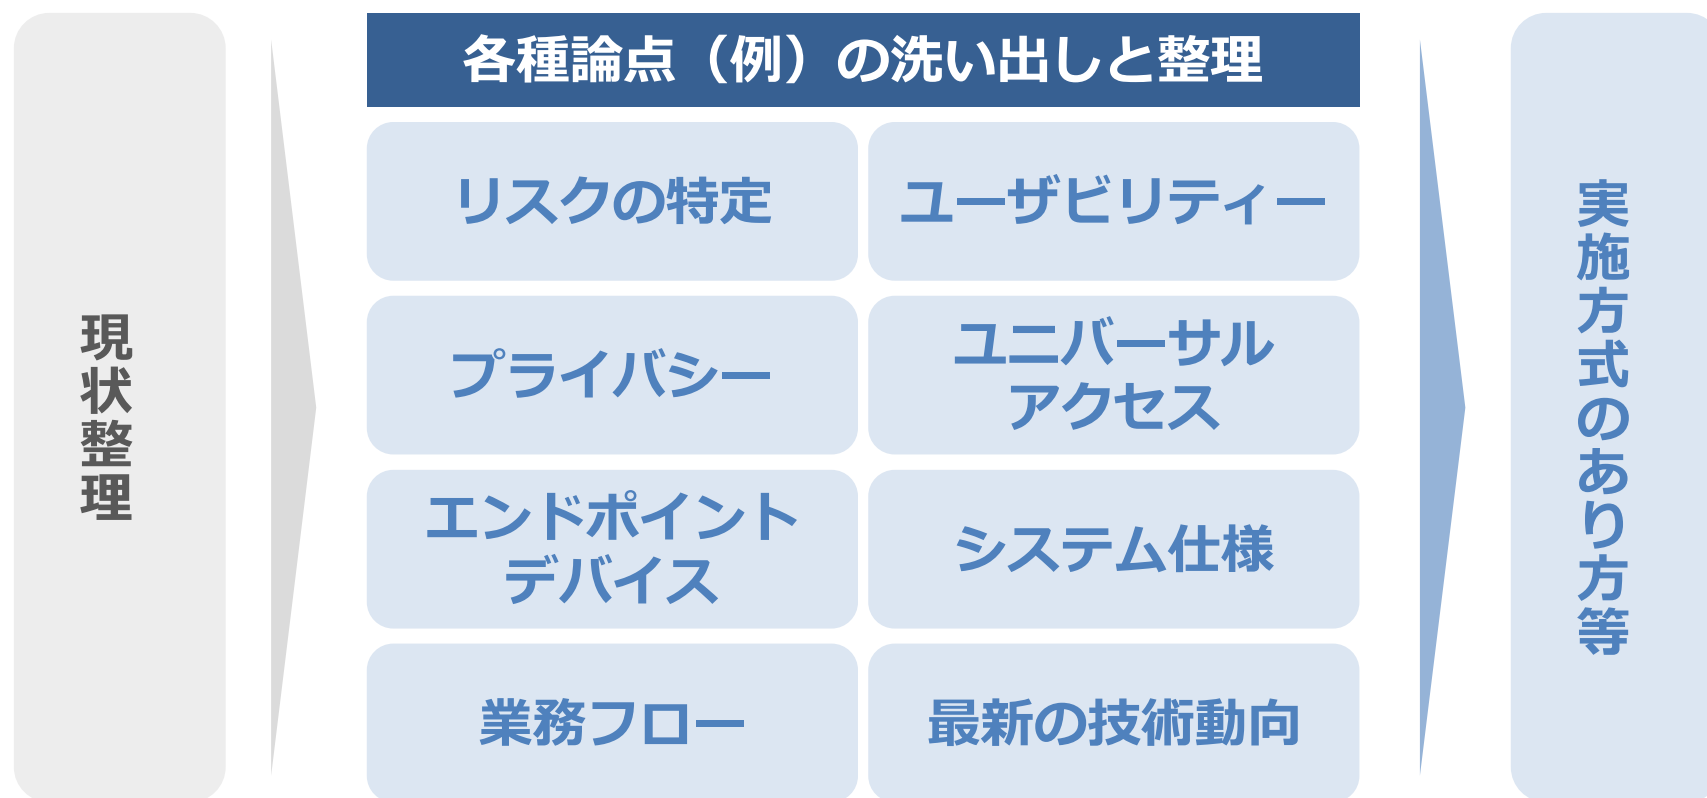 現状整理
各種論点（例）の洗い出しと整理
リスクの特定
ユーザビリティー
プライバシー
ユニバーサル
アクセス
エンドポイント
デバイス
システム仕様
業務フロー
最新の技術動向
実施方式のあり方等